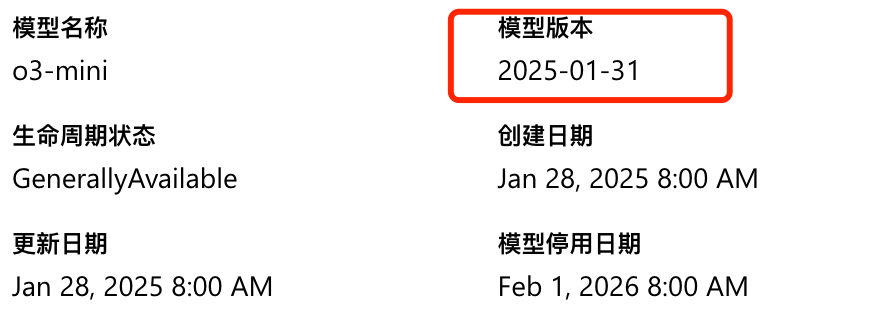 模型名称
模型版本
o3-mini
2025-01-31
生命周期状态
创建日期
GenerallyAvailable
Jan 28, 2025 8:00 AM
更新日期
模型停用日期
Jan 28, 2025 8:00 AM
Feb 1, 2026 8:00 AM